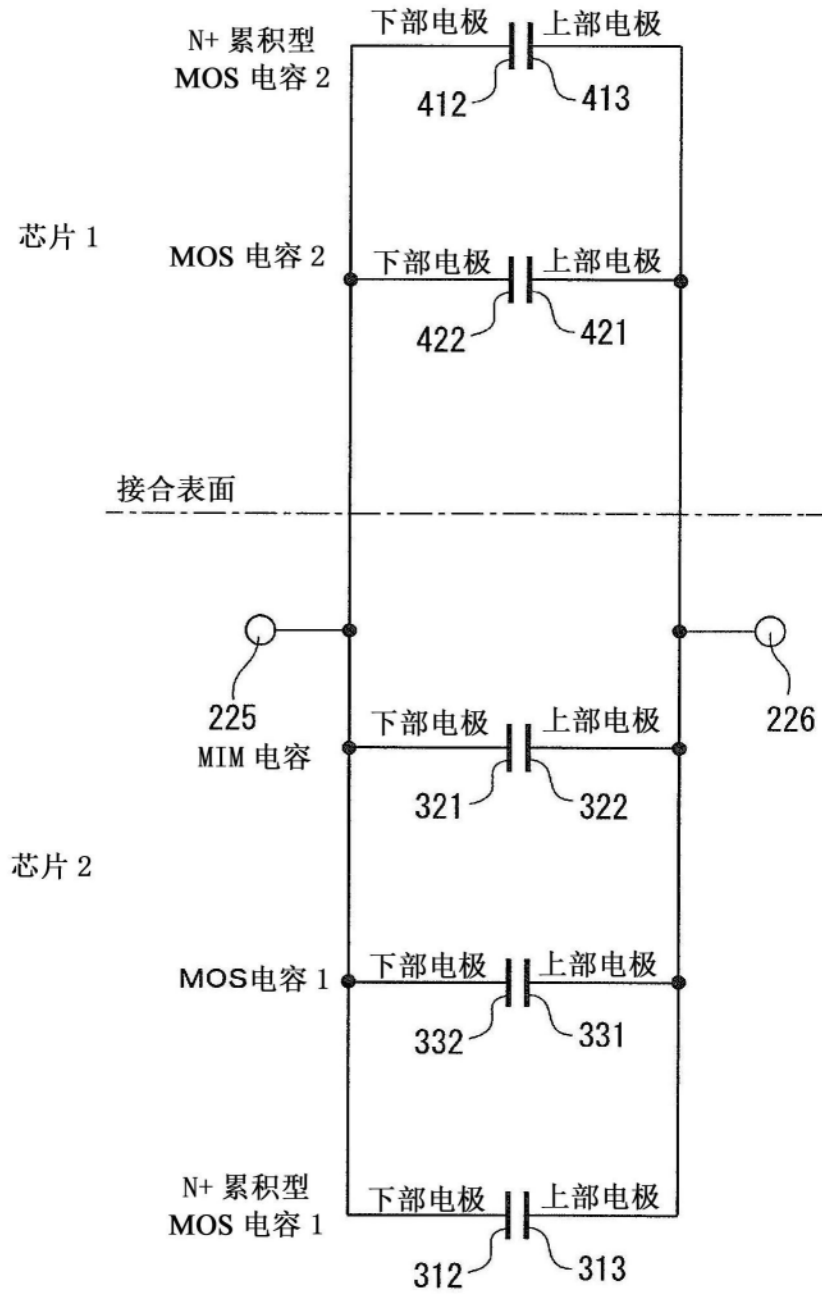 下部电极 上部电极
N+ 累积型
MOS 电容 2
412 413
芯片 1
MOS 电容 2
下部电极 上部电极
422 421
接合表面
225 226
下部电极 上部电极
MIM 电容
321 322
芯片 2
MOS电容 1
下部电极 上部电极
332 331
N+ 累积型
MOS 电容 1
下部电极 上部电极
312 313